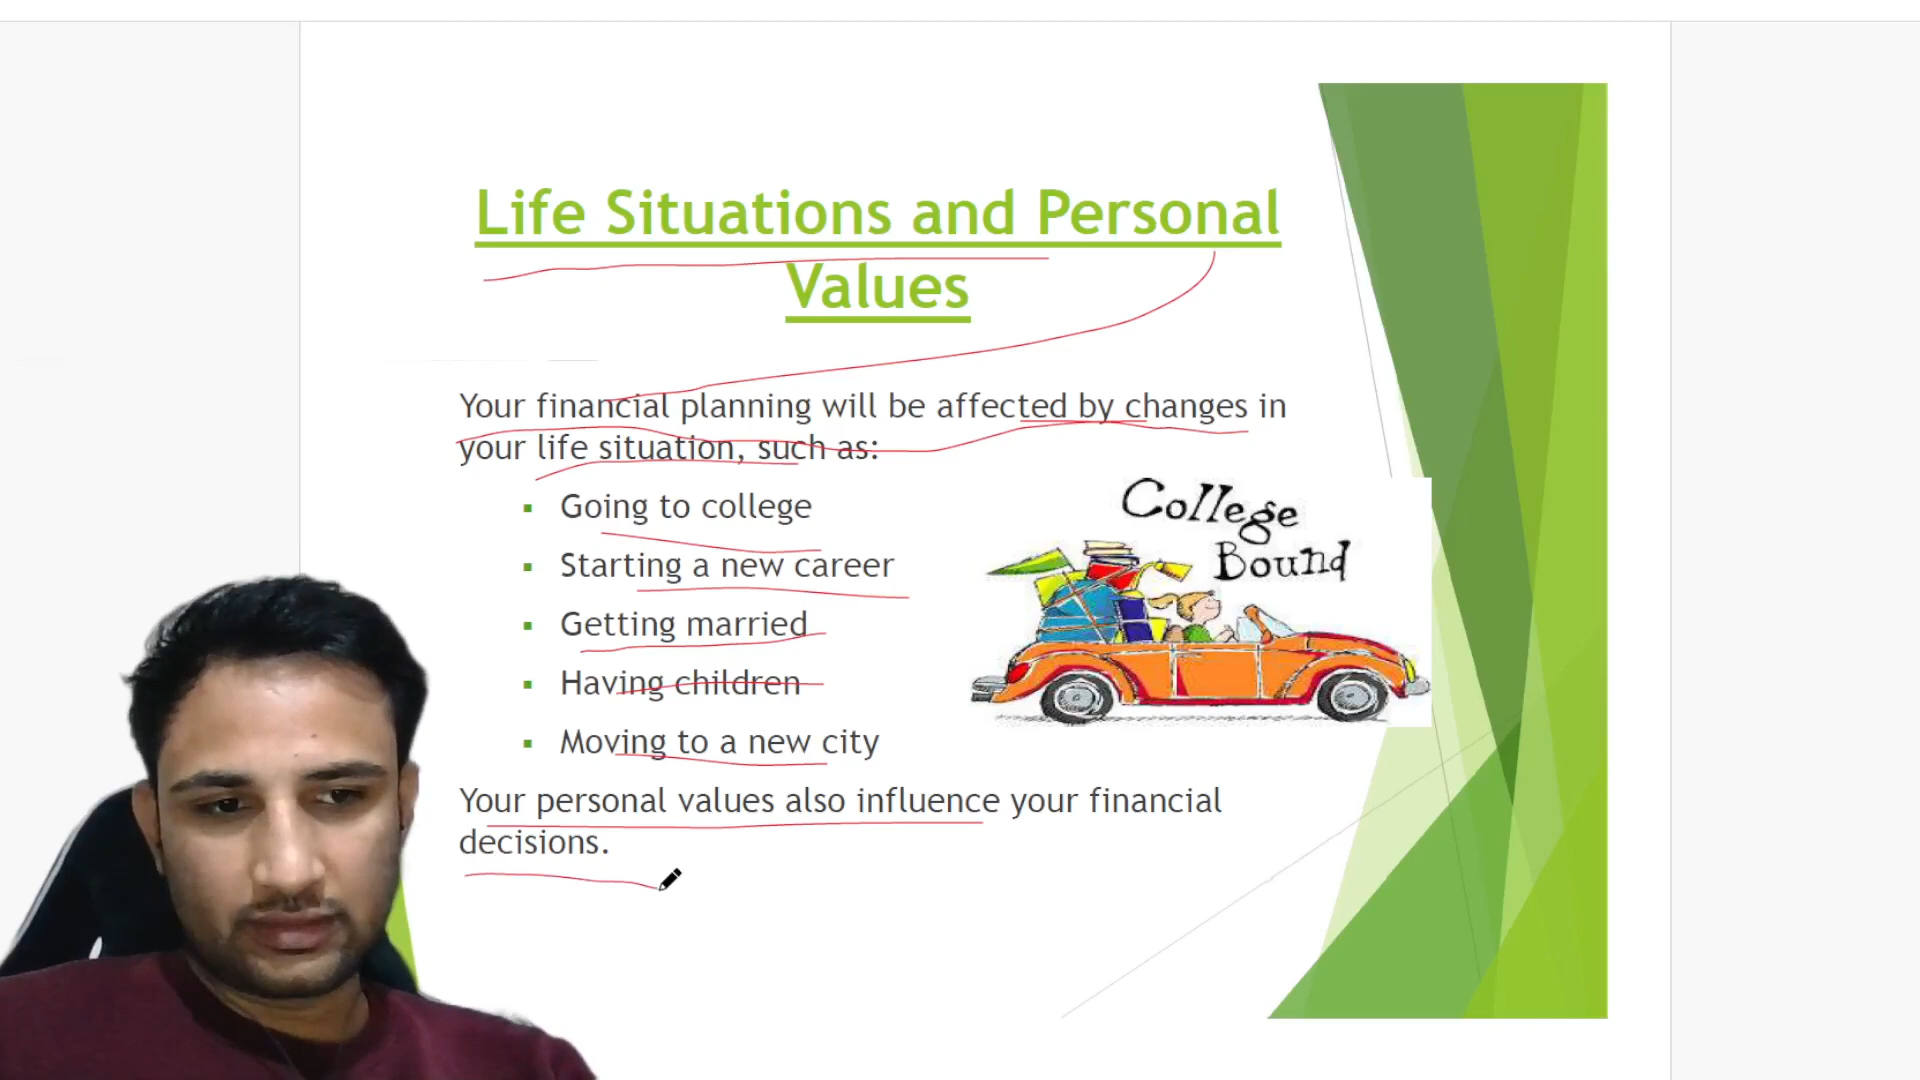 Life Situations and Personal
Values
Your financial planning will be affected by changes in
your life situation, such as:
▪ Going to college
▪ Starting a new career
▪ Getting married
▪ Having children
▪ Moving to a new city
College
Bound
Your personal values also influence your financial
decisions.